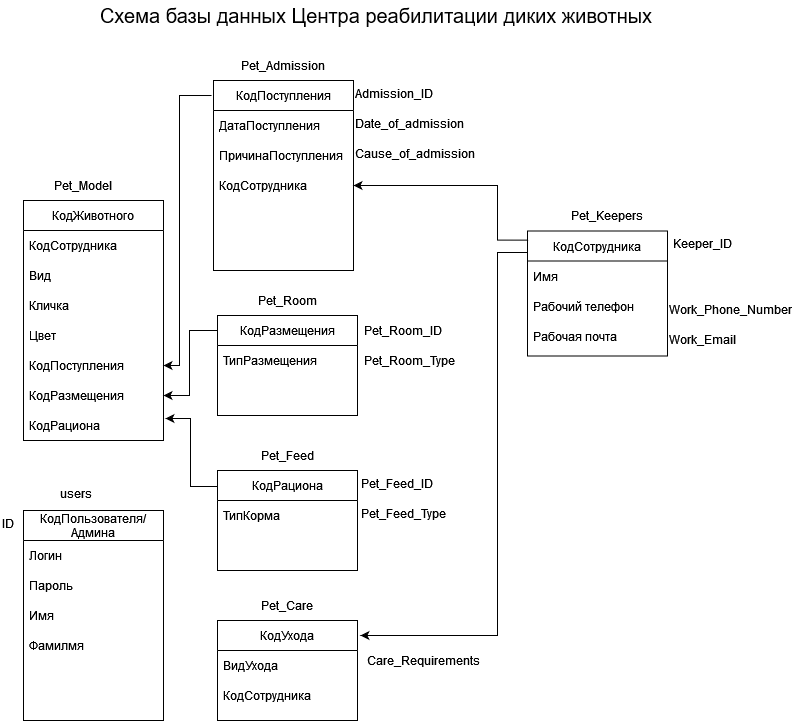 Схема базы данных Центра реабилитации диких животных
Pet_Admission
КодПоступления
Admission_ID
ДатаПоступления
Date_of_admission
ПричинаПоступления
Cause_of_admission
КодСотрудника
Pet_Model
КодЖивотного
КодСотрудника
Вид
Кличка
Цвет
КодПоступления
КодРазмещения
КодРациона
Pet_Keepers
КодСотрудника
Keeper_ID
Имя
Рабочий телефон
Work_Phone_Number
Рабочая почта
Work_Email
Pet_Room
КодРазмещения
Pet_Room_ID
ТипРазмещения
Pet_Room_Type
Pet_Feed
КодРациона
Pet_Feed_ID
ТипКорма
Pet_Feed_Type
users
ID
КодПользователя/
Админа
Логин
Пароль
Имя
Фамилмя
Pet_Care
КодУхода
Care_Requirements
ВидУхода
КодСотрудника